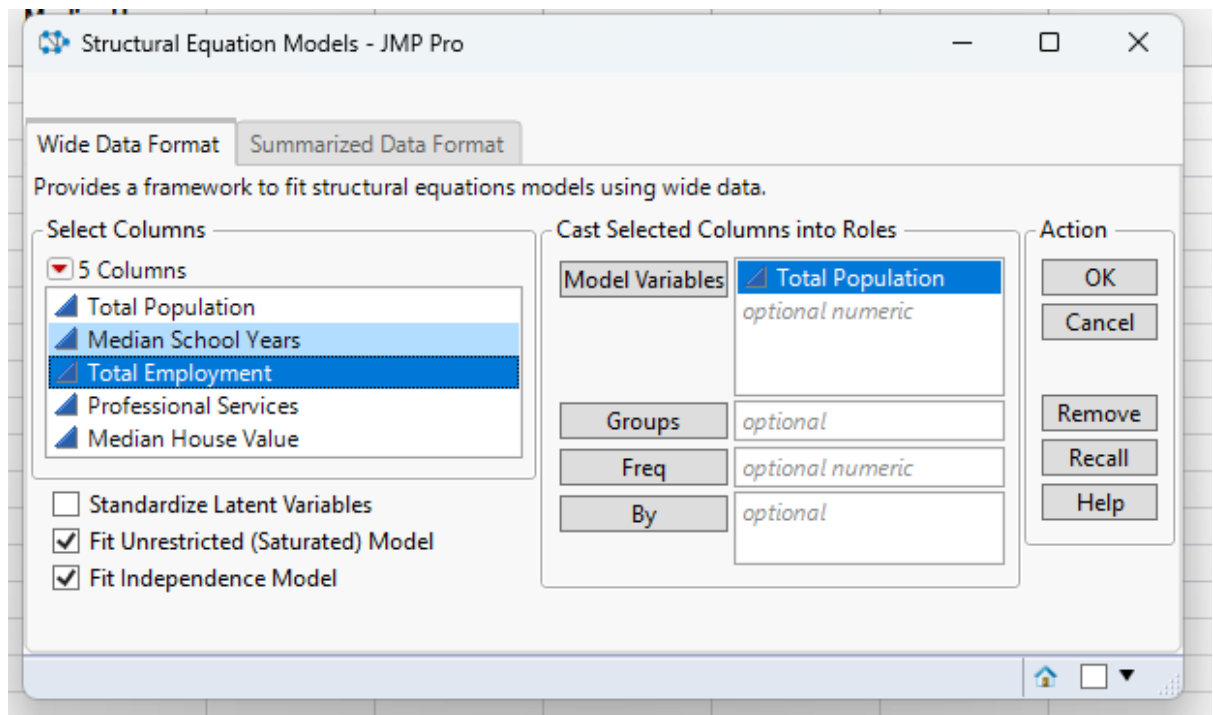 Structural Equation Models - JMP Pro
Wide Data Format
Summarized Data Format
Provides a framework to fit structural equations models using wide data.
Select Columns
5 Columns
Total Population
Median School Years
Total Employment
Professional Services
Median House Value
Standardize Latent Variables
Fit Unrestricted (Saturated) Model
Fit Independence Model
Cast Selected Columns into Roles
Model Variables
Total Population
optional numeric
Groups
optional
Freq
optional numeric
By
optional
Action
OK
Cancel
Remove
Recall
Help